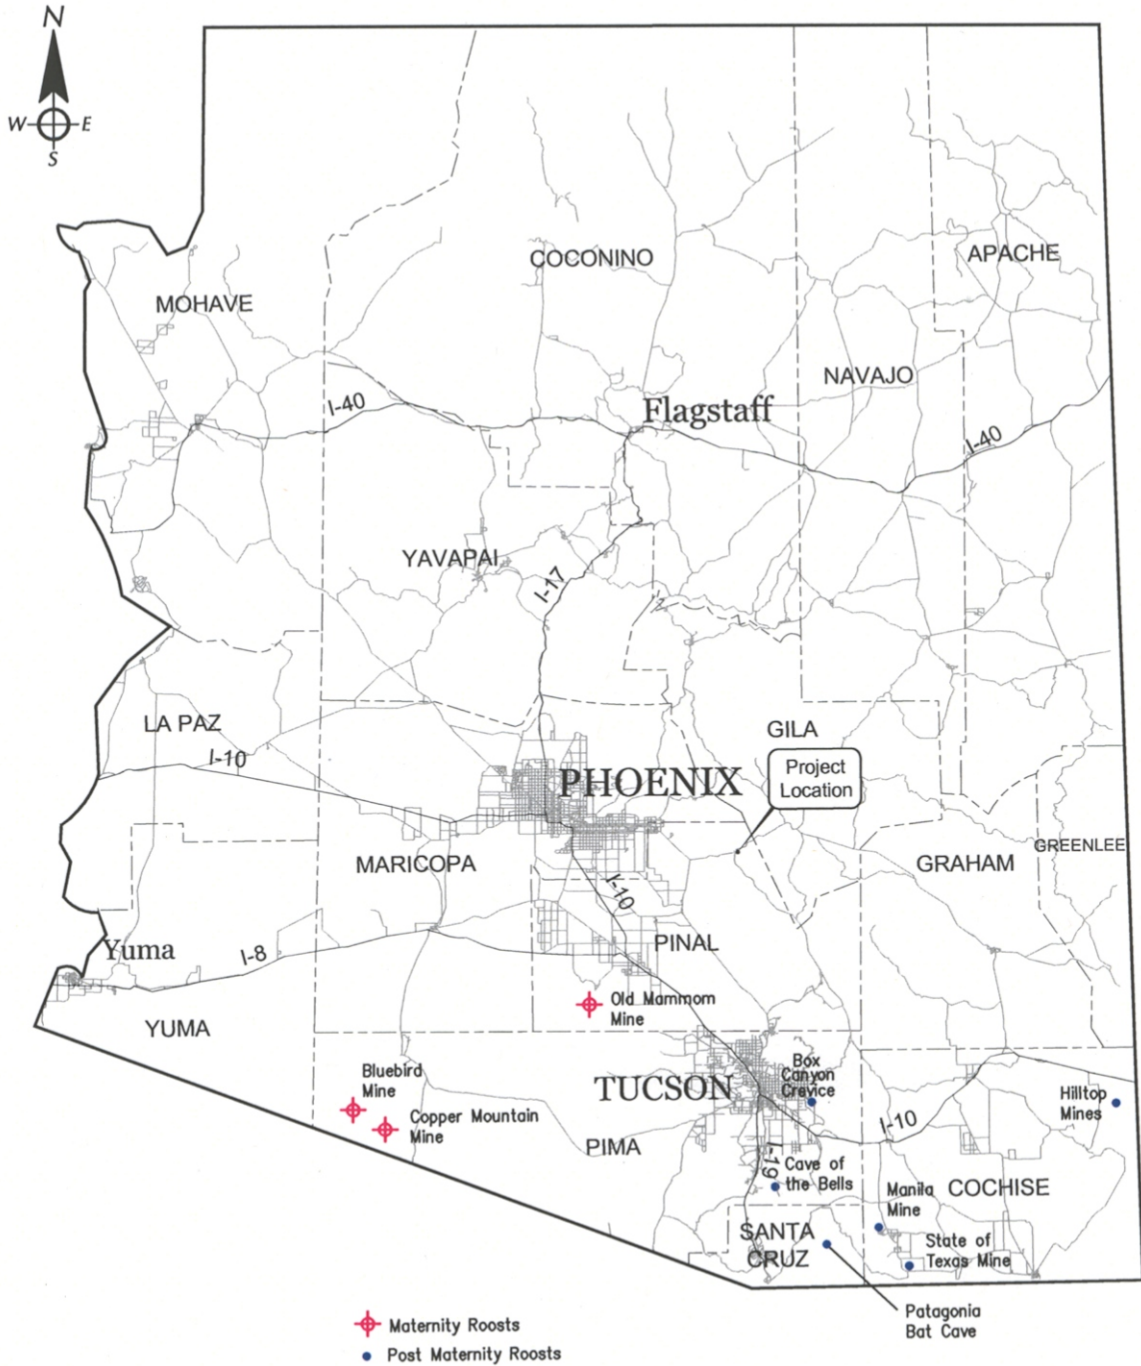 N
W E
S
COCONINO
APACHE
MOHAVE
NAVAJO
I-40
Flagstaff
I-40
YAVAPAI
I-17
LA PAZ
GILA
I-10
PHOENIX
Project
Location
MARICOPA
GRAHAM
GREENLEE
I-10
Yuma
I-8
PINAL
Old Mammom
Mine
YUMA
Bluebird
Mine
TUCSON
Box
Canyon
Crevice
Hilltop
Mines
Copper Mountain
Mine
I-10
PIMA
I-19
Cave of
the Bells
Manila
Mine
COCHISE
SANTA
CRUZ
State of
Texas Mine
Patagonia
Bat Cave
Maternity Roosts
Post Maternity Roosts